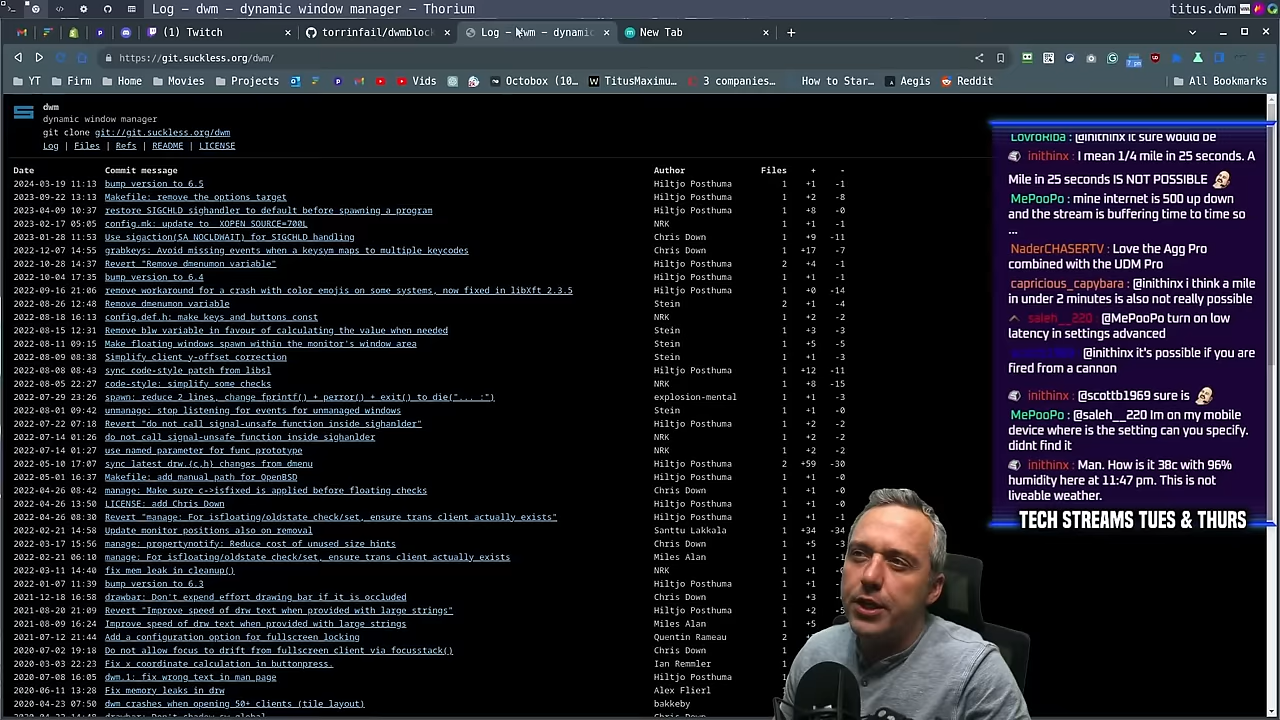 Log - dwm - dynamic window manager - Thorium
titus.dwm
(1) Twitch
torrinfail/dwmblock
Log - dwm - dynamic
New Tab
https://git.suckless.org/dwm/
YT
Firm
Home
Movies
Projects
Vids
Octobox (10…
TitusMaximu…
3 companies…
How to Star…
Aegis
Reddit
All Bookmarks
dwm
dynamic window manager
git clone git://git.suckless.org/dwm
Log | Files | Refs | README | LICENSE
Date Commit message Author Files + -
2024-03-19 11:13 bump version to 6.5 Hiltjo Posthuma 1 +1 -1
2023-09-22 13:13 Makefile: remove the options target Hiltjo Posthuma 1 +2 -8
2023-04-09 10:37 restore SIGCHLD sighandler to default before spawning a program Hiltjo Posthuma 1 +8 -0
2023-02-17 05:05 config.mk: update to _XOPEN_SOURCE=700L NRK 1 +1 -1
2023-01-28 11:53 Use sigaction(SA_NOCLDWAIT) for SIGCHLD handling Chris Down 1 +9 -11
2022-12-07 14:55 grabkeys: Avoid missing events when a keysym maps to multiple keycodes Chris Down 1 +17 -7
2022-10-28 14:37 Revert "Remove dmenumon variable" Hiltjo Posthuma 2 +4 -1
2022-10-04 17:35 bump version to 6.4 Hiltjo Posthuma 1 +1 -1
2022-09-16 21:06 remove workaround for a crash with color emojis on some systems, now fixed in libXft 2.3.5 Hiltjo Posthuma 1 +0 -14
2022-08-26 12:48 Remove dmenumon variable Stein 2 +1 -4
2022-08-18 16:13 config.def.h: make keys and buttons const NRK 1 +2 -2
2022-08-15 12:31 Remove blw variable in favour of calculating the value when needed Stein 1 +3 -3
2022-08-11 09:15 Make floating windows spawn within the monitor's window area Stein 1 +5 -5
2022-08-09 08:38 Simplify client y-offset correction Stein 1 +1 -3
2022-08-08 08:43 sync code-style patch from libsl Hiltjo Posthuma 1 +12 -11
2022-08-05 22:27 code-style: simplify some checks NRK 1 +8 -15
2022-07-29 23:26 spawn: reduce 2 lines, change fprintf() + perror() + exit() to die("... :") explosion-mental 1 +1 -3
2022-08-01 09:42 unmanage: stop listening for events for unmanaged windows Stein 1 +1 -0
2022-07-22 07:18 Revert "do not call signal-unsafe function inside sighanlder" Hiltjo Posthuma 1 +2 -2
2022-07-14 01:26 do not call signal-unsafe function inside sighanlder NRK 1 +2 -2
2022-07-14 01:27 use named parameter for func prototype NRK 1 +2 -2
2022-05-10 17:07 sync latest drw.{c,h} changes from dmenu Hiltjo Posthuma 2 +59 -30
2022-05-01 16:37 Makefile: add manual path for OpenBSD Hiltjo Posthuma 1 +1 -0
2022-04-26 08:42 manage: Make sure c->isfixed is applied before floating checks Chris Down 1 +1 -0
2022-04-26 13:50 LICENSE: add Chris Down Hiltjo Posthuma 1 +1 -0
2022-04-26 08:30 Revert "manage: For isfloating/oldstate check/set, ensure trans client actually exists" Hiltjo Posthuma 1 +1 -1
2022-02-21 14:58 Update monitor positions also on removal Santtu Lakkala 1 +34 -34
2022-03-17 15:56 manage: propertynotify: Reduce cost of unused size hints Chris Down 1 +5 -3
2022-02-21 06:10 manage: For isfloating/oldstate check/set, ensure trans client actually exists Miles Alan 1 +1
2022-03-11 14:40 fix mem leak in cleanup() NRK 1 +1
2022-01-07 11:39 bump version to 6.3 Hiltjo Posthuma 1 +1
2021-12-18 16:58 drawbar: Don't expend effort drawing bar if it is occluded Chris Down 1 +3
2021-08-20 21:09 Revert "Improve speed of drw_text when provided with large strings" Hiltjo Posthuma 1 +2 -5
2021-08-09 16:24 Improve speed of drw_text when provided with large strings Miles Alan 1 +5
2021-07-12 21:44 Add a configuration option for fullscreen locking Quentin Rameau 2
2020-07-02 19:18 Do not allow focus to drift from fullscreen client via focusstack() Chris Down 1
2020-03-03 22:23 Fix x coordinate calculation in buttonpress. Ian Remmler 1
2020-07-08 16:05 dwm.1: fix wrong text in man page Hiltjo Posthuma 1
2020-06-11 13:28 Fix memory leaks in drw Alex Flierl 1
2020-04-23 07:50 dwm crashes when opening 50+ clients (tile layout) bakkeby 1
LovroRiba : @inithinx it sure would be
inithinx : I mean 1/4 mile in 25 seconds. A
Mile in 25 seconds IS NOT POSSIBLE
MePooPo : mine internet is 500 up down
and the stream is buffering time to time so
...
NaderCHASERTV : Love the Agg Pro
combined with the UDM Pro
capricious_capybara : @inithinx i think a mile
in under 2 minutes is also not really possible
saleh__220 @MePooPo turn on low
latency in settings advanced
@inithinx it's possible if you are
fired from a cannon
inithinx : @scottb1969 sure is
MePooPo : @saleh__220 Im on my mobile
device where is the setting can you specify.
didnt find it
inithinx : Man. How is it 38c with 96%
humidity here at 11:47 pm. This is not
liveable weather.
TECH STREAMS TUES & THURS